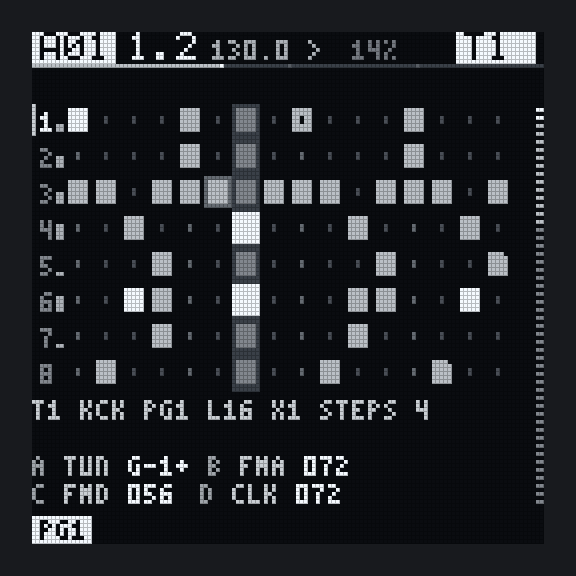 A01 1.2 130.0 > 14% T1
1.
2
3
4
5
6
7
8
T1 KCK PG1 L16 X1 STEPS 4
A TUN G-1+ B FMA 072
C FMD 056 D CLK 072
PG1